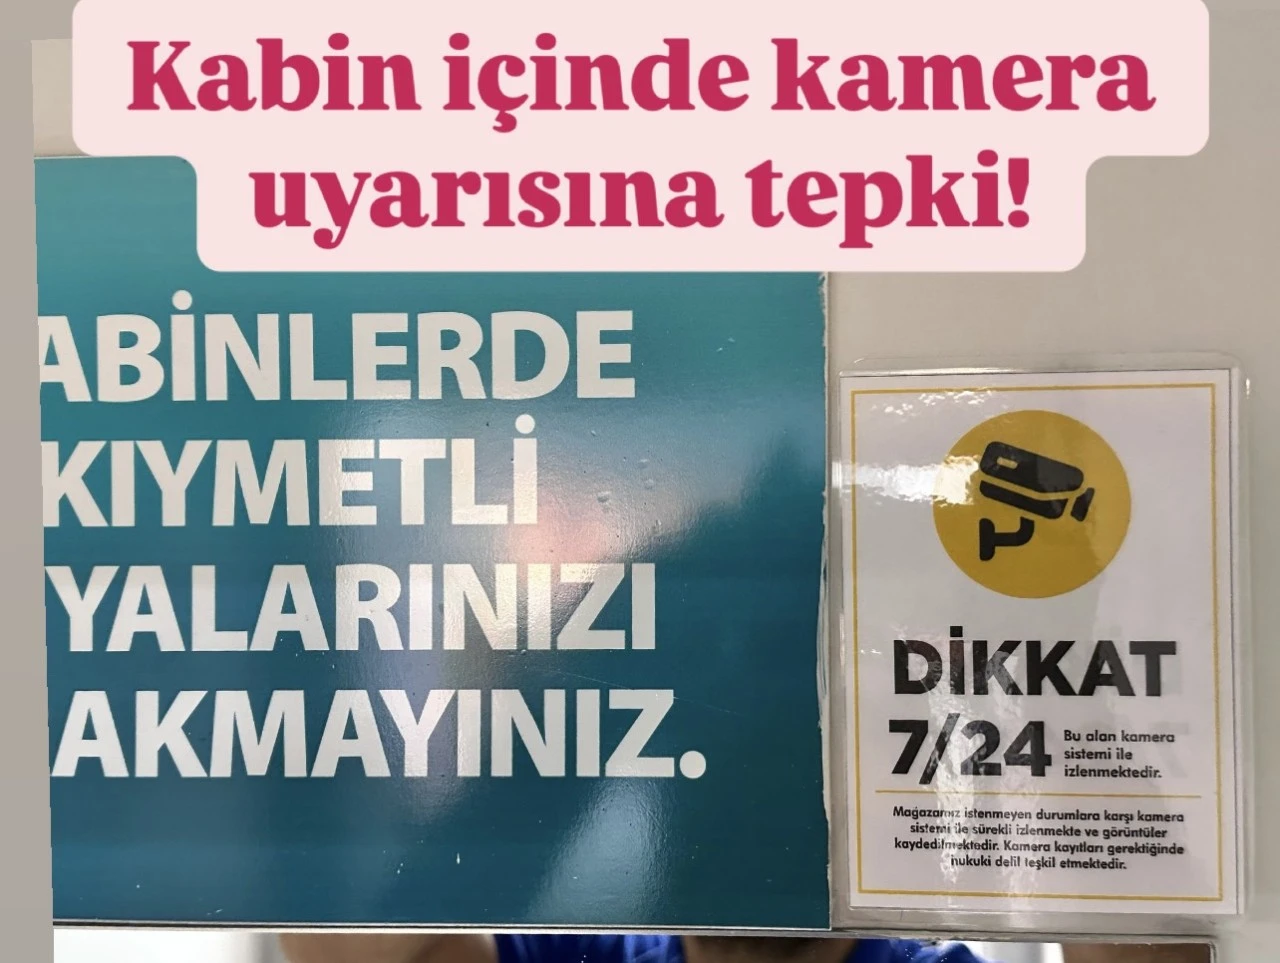 Kabin içinde kamera
uyarısına tepki!
ABİNLERDE
KIYMETLİ
YALARINIZI
AKMAYINIZ.
DİKKAT
7/24
Bu alan kamera
sistemi ile
izlenmektedir.
Mağazamız istenmeyen durumlara karşı kamera
sistemi ile sürekli izlenmekte ve görüntüler
kaydedilmektedir. Kamera kayıtları gerektiğinde
hukuki delil teşkil etmektedir.